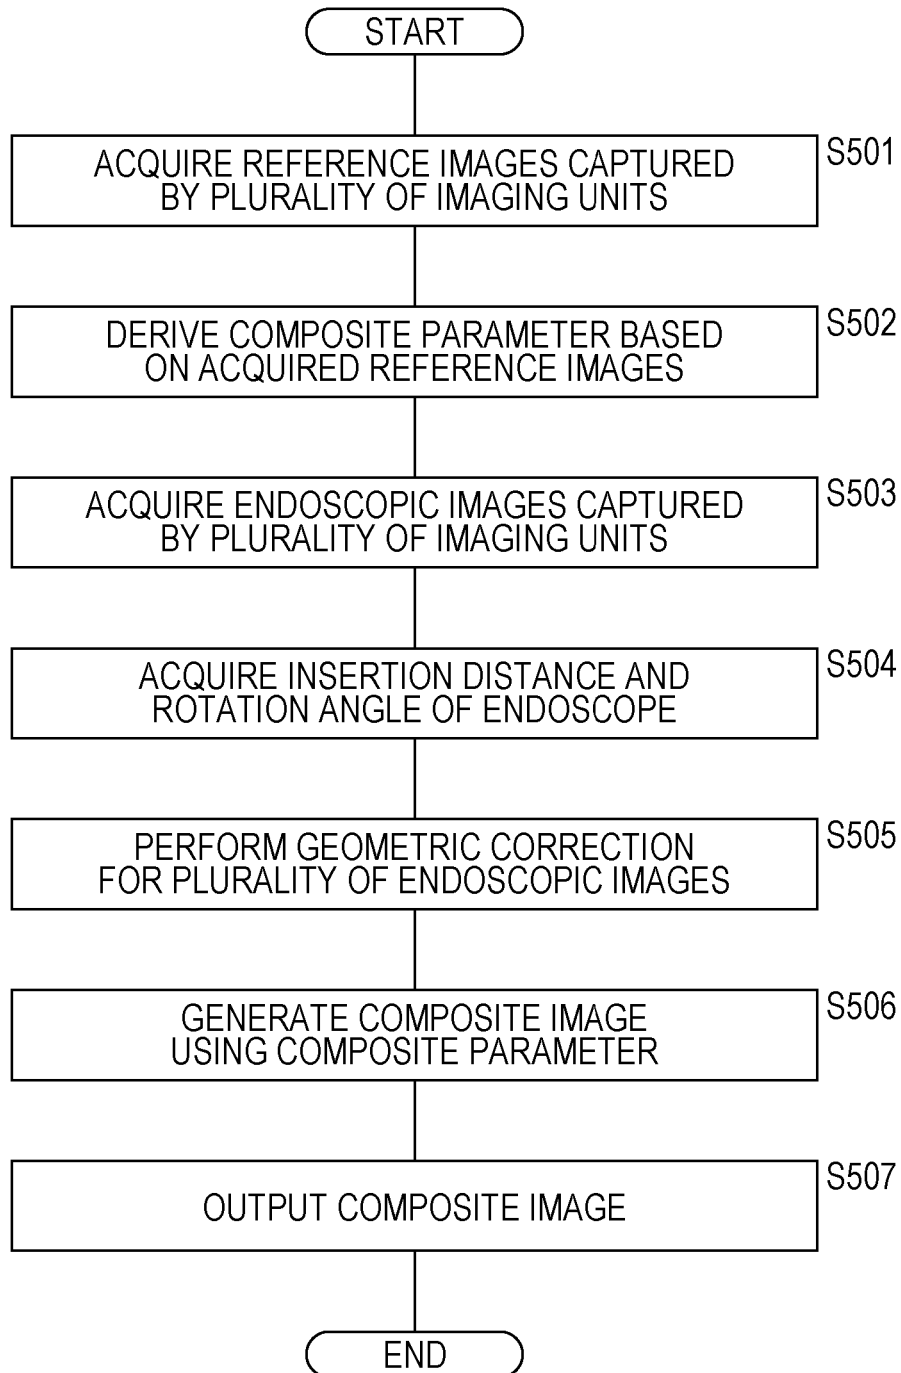 START
S501
ACQUIRE REFERENCE IMAGES CAPTURED
BY PLURALITY OF IMAGING UNITS
S502
DERIVE COMPOSITE PARAMETER BASED
ON ACQUIRED REFERENCE IMAGES
S503
ACQUIRE ENDOSCOPIC IMAGES CAPTURED
BY PLURALITY OF IMAGING UNITS
S504
ACQUIRE INSERTION DISTANCE AND
ROTATION ANGLE OF ENDOSCOPE
S505
PERFORM GEOMETRIC CORRECTION
FOR PLURALITY OF ENDOSCOPIC IMAGES
S506
GENERATE COMPOSITE IMAGE
USING COMPOSITE PARAMETER
S507
OUTPUT COMPOSITE IMAGE
END